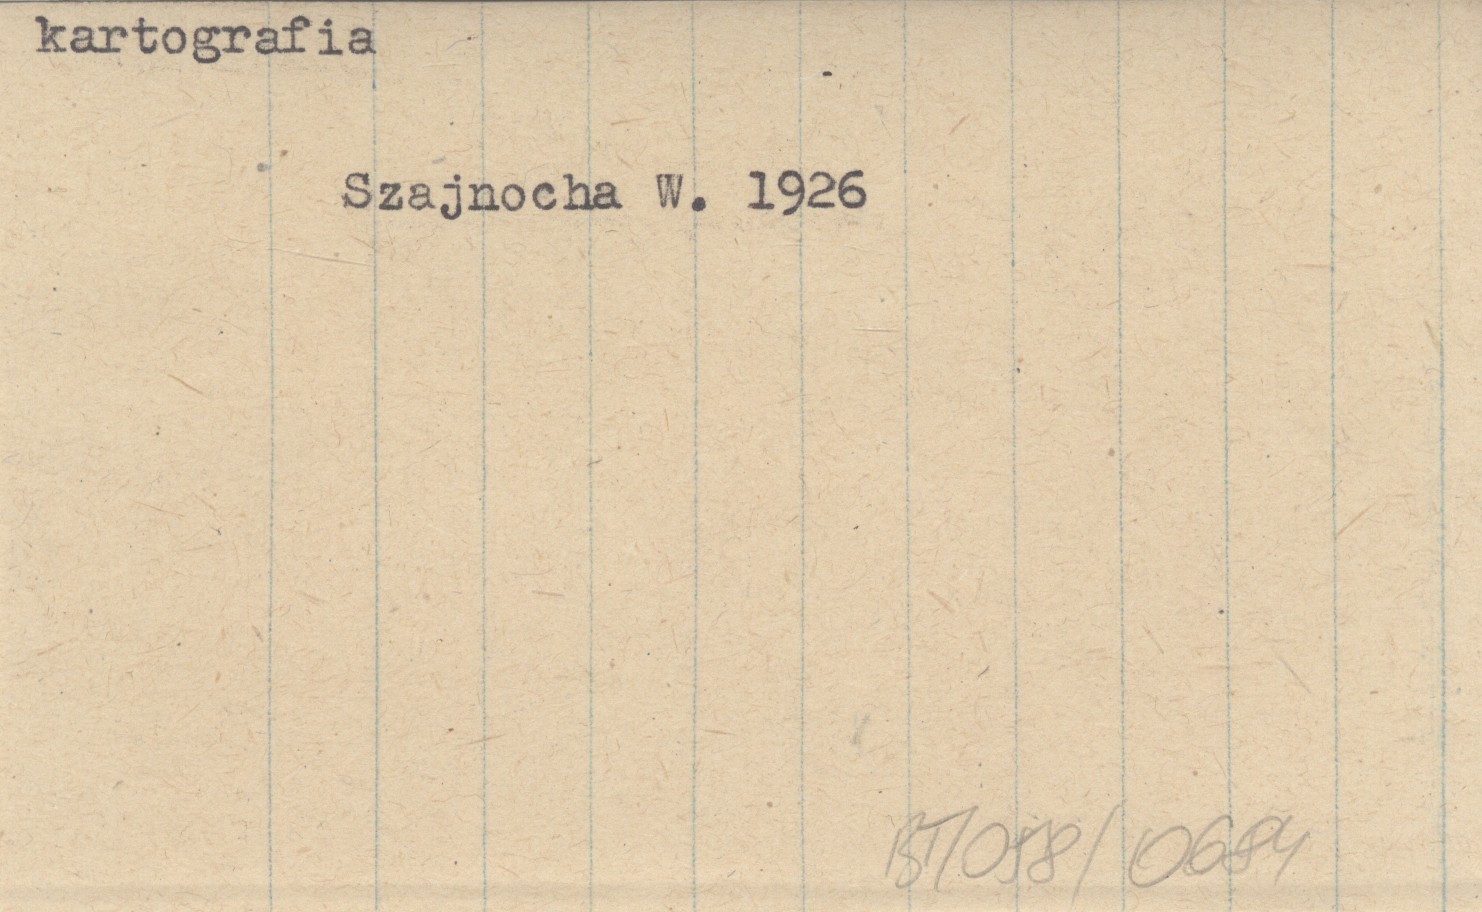 kartografia
Szajnocha W. 1926
BT/098/0684